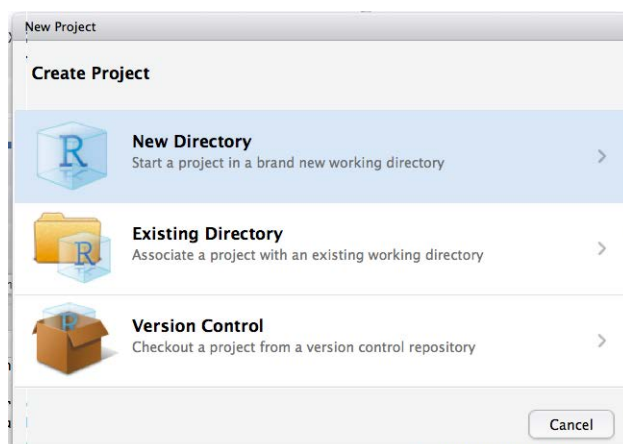 New Project
Create Project
New Directory
Start a project in a brand new working directory
Existing Directory
Associate a project with an existing working directory
Version Control
Checkout a project from a version control repository
Cancel